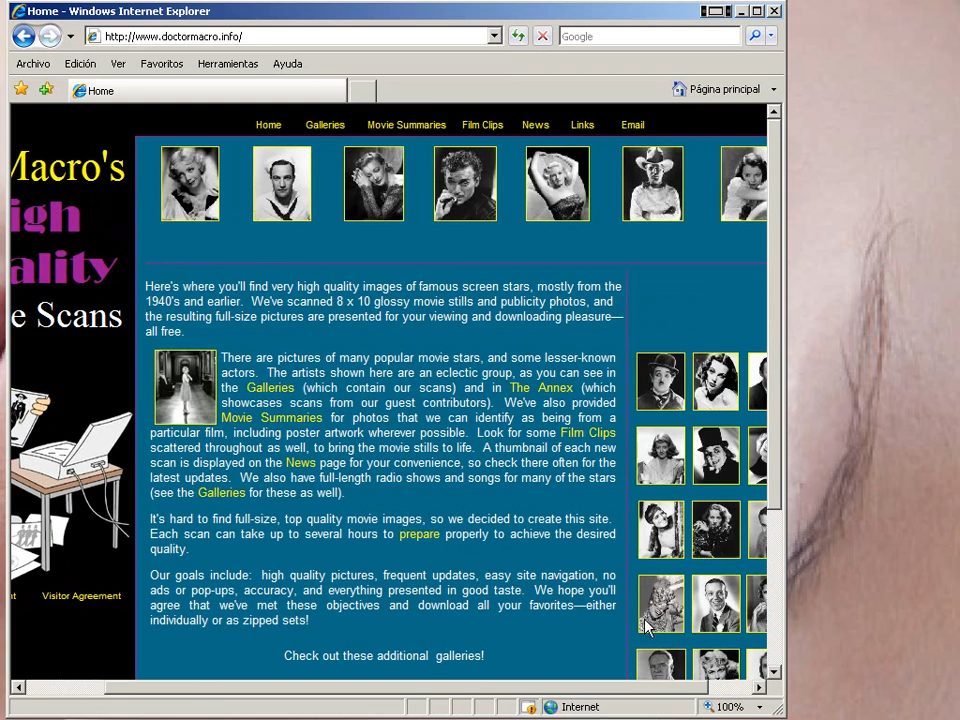 Home - Windows Internet Explorer
http://www.doctormacro.info/
Google
Archivo Edición Ver Favoritos Herramientas Ayuda
Home
Página principal
Home Galleries Movie Summaries Film Clips News Links Email
Macro's
igh
ality
e Scans
Here's where you'll find very high quality images of famous screen stars, mostly from the
1940's and earlier. We've scanned 8 x 10 glossy movie stills and publicity photos, and
the resulting full-size pictures are presented for your viewing and downloading pleasure—
all free.
There are pictures of many popular movie stars, and some lesser-known
actors. The artists shown here are an eclectic group, as you can see in
the Galleries (which contain our scans) and in The Annex (which
showcases scans from our guest contributors). We've also provided
Movie Summaries for photos that we can identify as being from a
particular film, including poster artwork wherever possible. Look for some Film Clips
scattered throughout as well, to bring the movie stills to life. A thumbnail of each new
scan is displayed on the News page for your convenience, so check there often for the
latest updates. We also have full-length radio shows and songs for many of the stars
(see the Galleries for these as well).
It's hard to find full-size, top quality movie images, so we decided to create this site.
Each scan can take up to several hours to prepare properly to achieve the desired
quality.
Our goals include: high quality pictures, frequent updates, easy site navigation, no
ads or pop-ups, accuracy, and everything presented in good taste. We hope you'll
agree that we've met these objectives and download all your favorites—either
individually or as zipped sets!
t Visitor Agreement
Check out these additional galleries!
Internet
100%